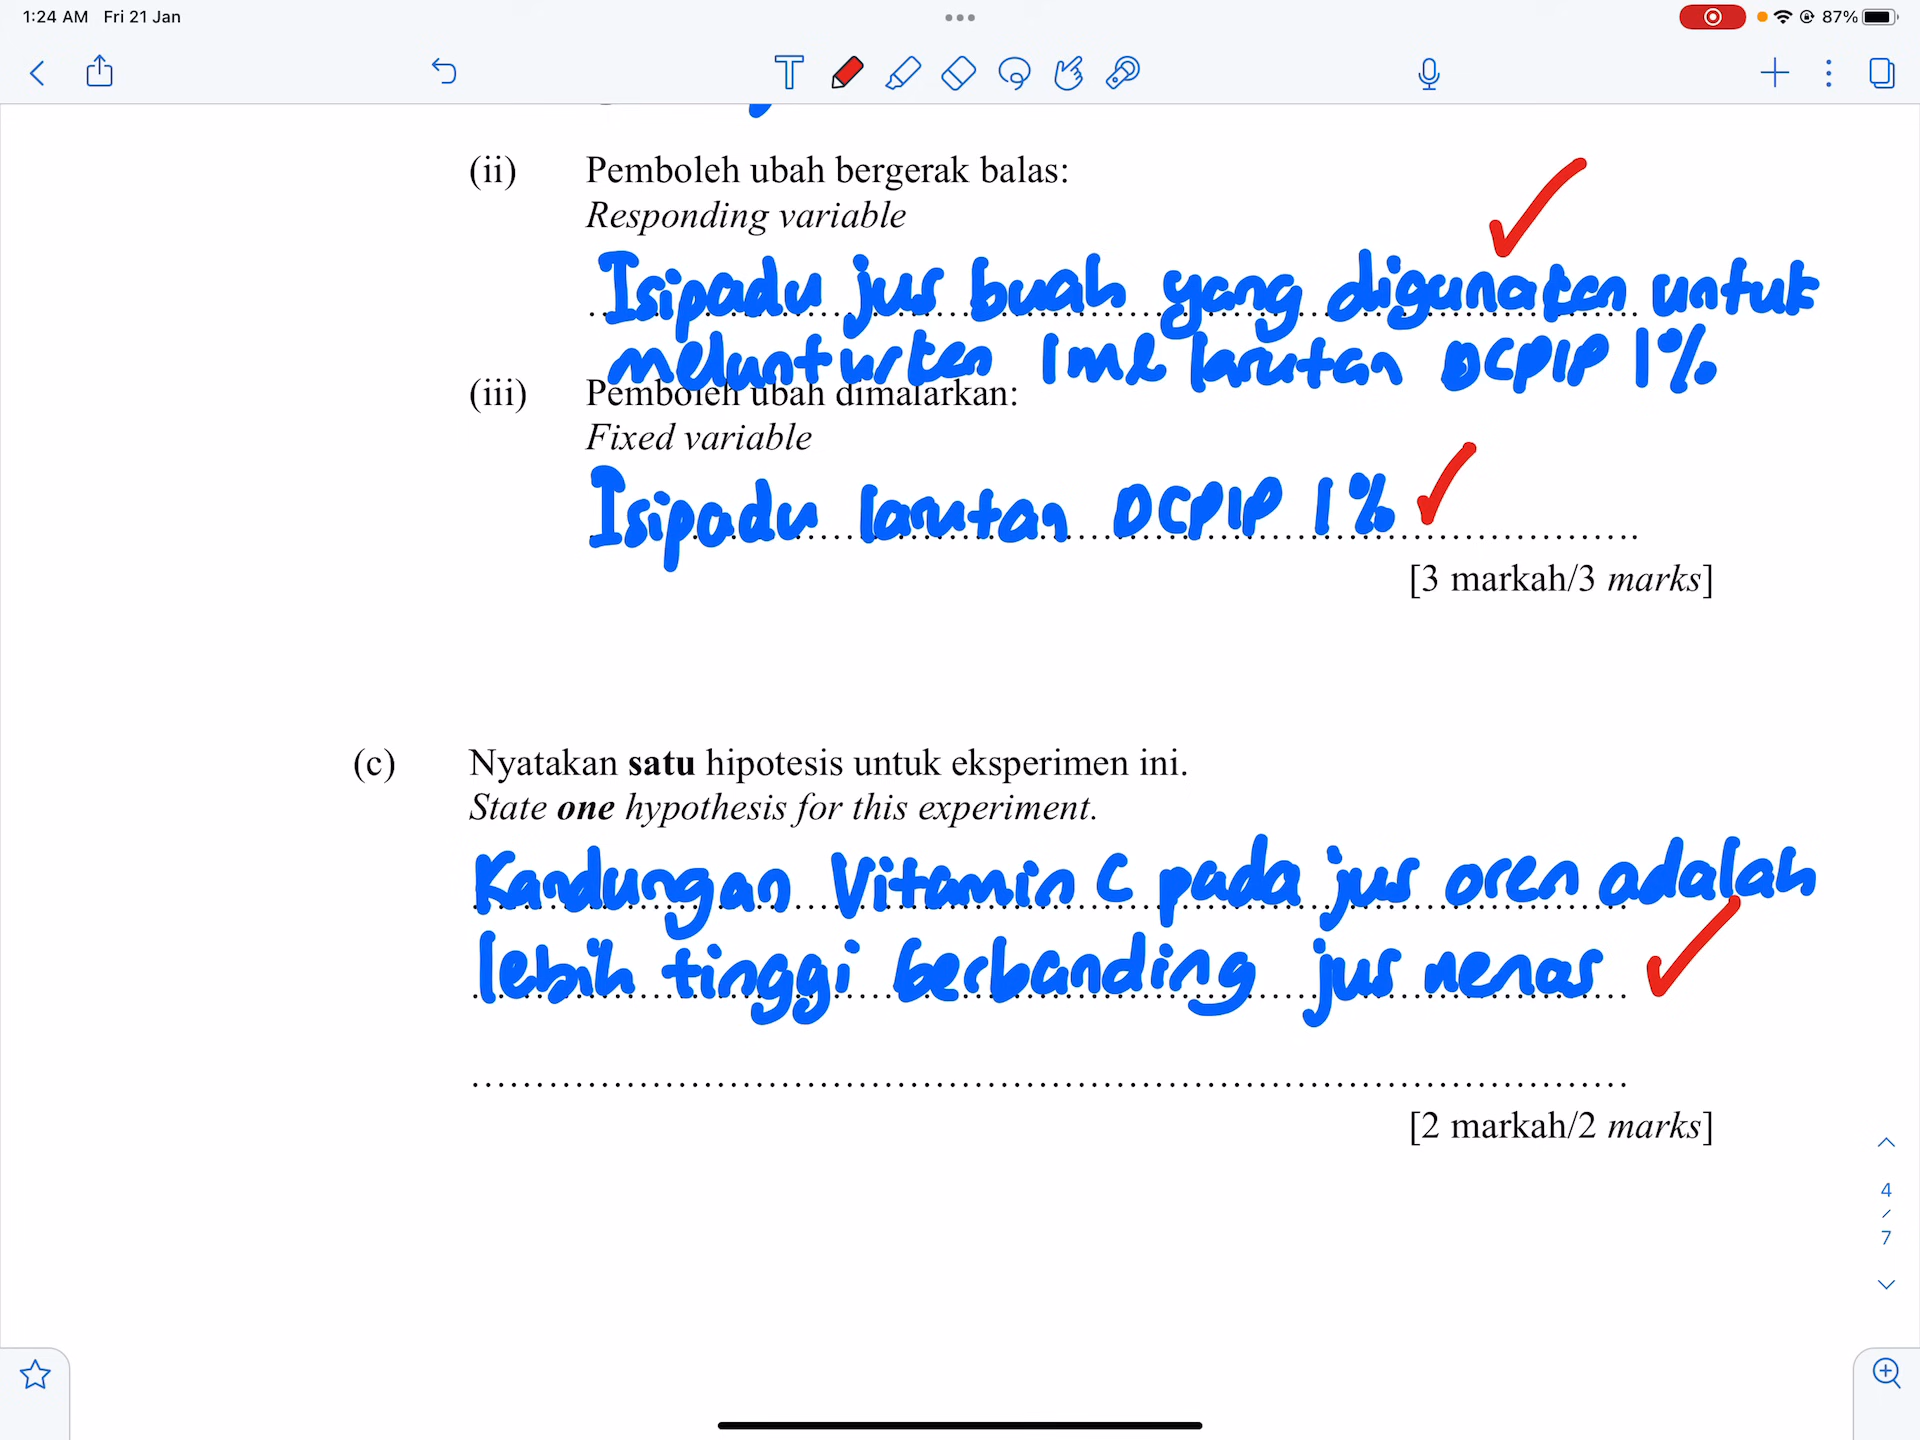 1:24 AM Fri 21 Jan
87%
(ii) Pemboleh ubah bergerak balas:
Responding variable
Isipadu jus buah yang digunakan untuk
melunturkan 1ml larutan DCPIP 1%
(iii) Pemboleh ubah dimalarkan:
Fixed variable
Isipadu larutan DCPIP 1%
[3 markah/3 marks]
(c) Nyatakan satu hipotesis untuk eksperimen ini.
State one hypothesis for this experiment.
Kandungan Vitamin C pada jus oren adalah
lebih tinggi berbanding jus nenas
[2 markah/2 marks]
4
/
7